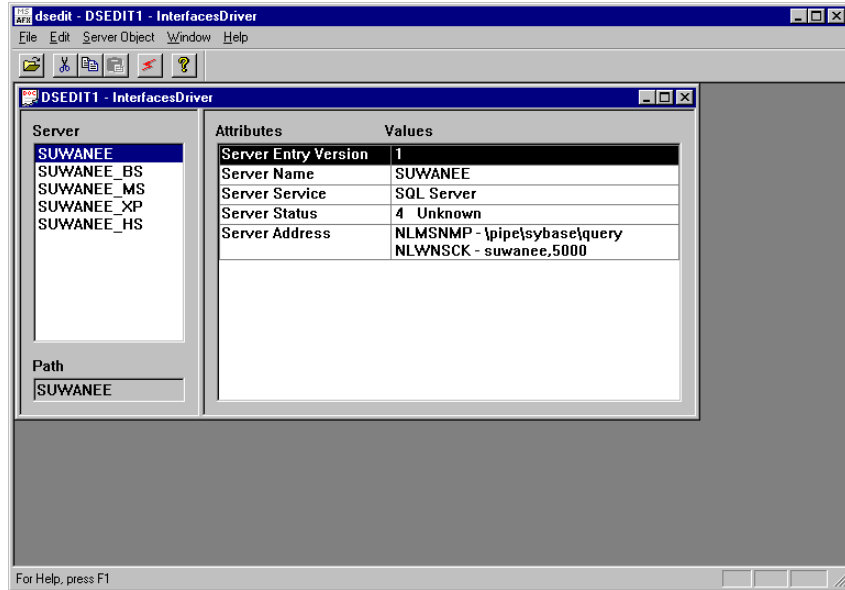 MS AFX dsedit - DSEDIT1 - InterfacesDriver
File Edit Server Object Window Help
DSEDIT1 - InterfacesDriver
Server
SUWANEE
SUWANEE_BS
SUWANEE_MS
SUWANEE_XP
SUWANEE_HS
Path
SUWANEE
Attributes Values
Server Entry Version 1
Server Name SUWANEE
Server Service SQL Server
Server Status 4 Unknown
Server Address NLMSNMP - \pipe\sybase\query
NLWNSCK - suwanee,5000
For Help, press F1